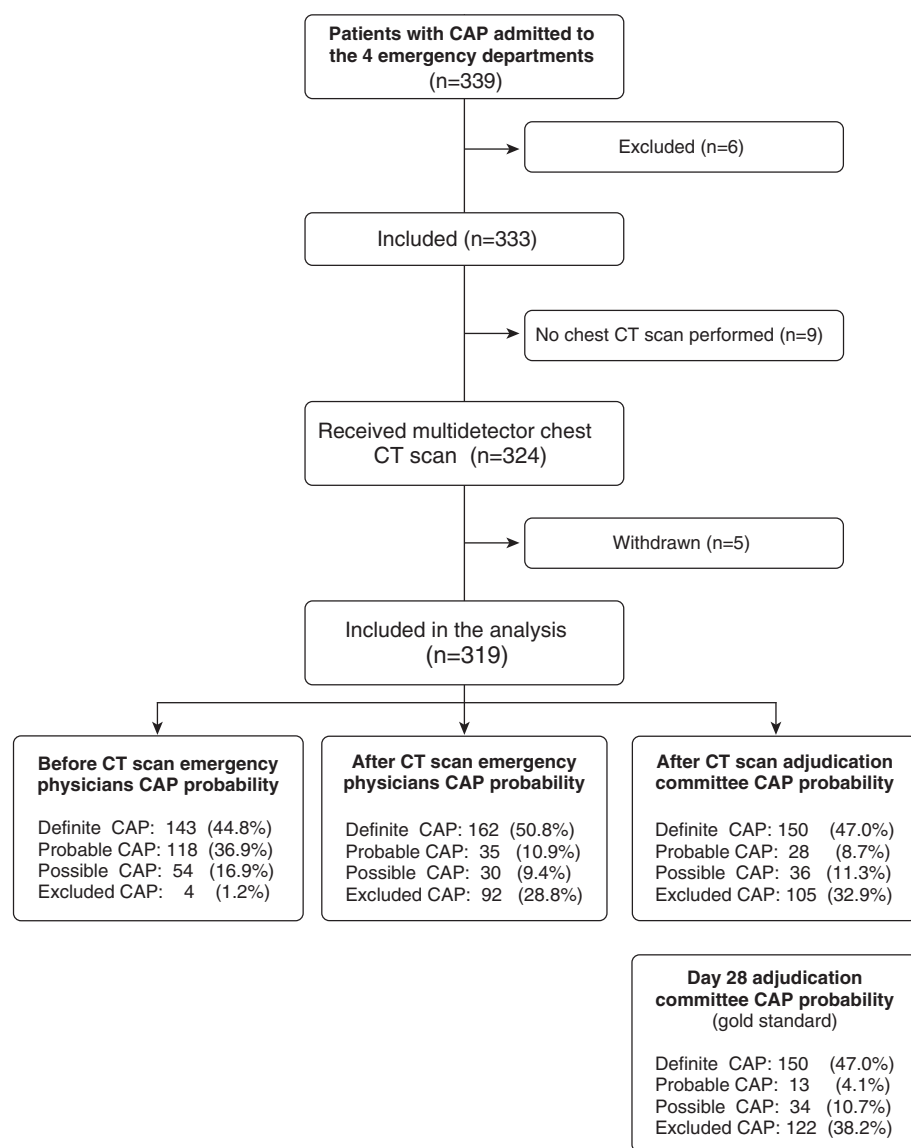 Patients with CAP admitted to
the 4 emergency departments
(n=339)
Excluded (n=6)
Included (n=333)
No chest CT scan performed (n=9)
Received multidetector chest
CT scan (n=324)
Withdrawn (n=5)
Included in the analysis
(n=319)
Before CT scan emergency
physicians CAP probability
Definite CAP: 143 (44.8%)
Probable CAP: 118 (36.9%)
Possible CAP: 54 (16.9%)
Excluded CAP: 4 (1.2%)
After CT scan emergency
physicians CAP probability
Definite CAP: 162 (50.8%)
Probable CAP: 35 (10.9%)
Possible CAP: 30 (9.4%)
Excluded CAP: 92 (28.8%)
After CT scan adjudication
committee CAP probability
Definite CAP: 150 (47.0%)
Probable CAP: 28 (8.7%)
Possible CAP: 36 (11.3%)
Excluded CAP: 105 (32.9%)
Day 28 adjudication
committee CAP probability
(gold standard)
Definite CAP: 150 (47.0%)
Probable CAP: 13 (4.1%)
Possible CAP: 34 (10.7%)
Excluded CAP: 122 (38.2%)